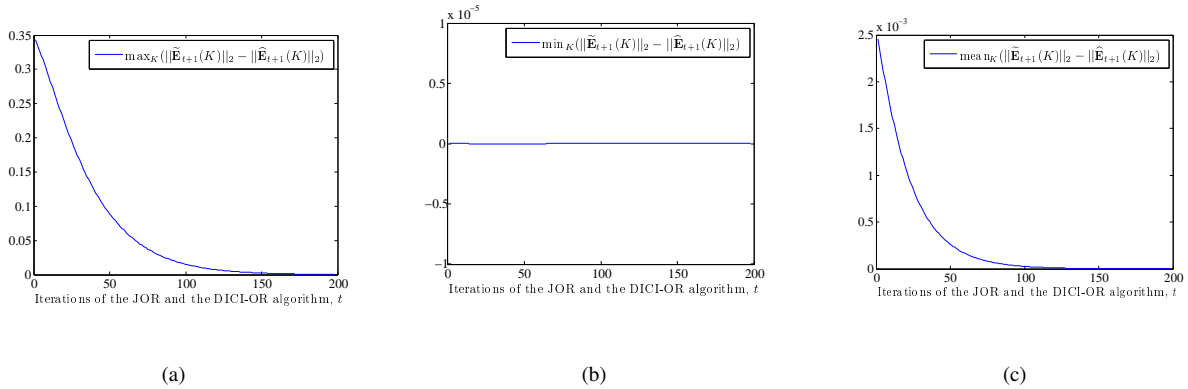 0.35
0.3
0.25
0.2
0.15
0.1
0.05
0
0 50 100 150 200
max_K(||Ẽ_{t+1}(K)||_2 − ||Ê_{t+1}(K)||_2)
Iterations of the JOR and the DICI-OR algorithm, t
(a)
x 10^{-5}
1
0.5
0
−0.5
−1
0 50 100 150 200
min_K(||Ẽ_{t+1}(K)||_2 − ||Ê_{t+1}(K)||_2)
Iterations of the JOR and the DICI-OR algorithm, t
(b)
x 10^{-3}
2.5
2
1.5
1
0.5
0
0 50 100 150 200
mean_K(||Ẽ_{t+1}(K)||_2 − ||Ê_{t+1}(K)||_2)
Iterations of the JOR and the DICI-OR algorithm, t
(c)